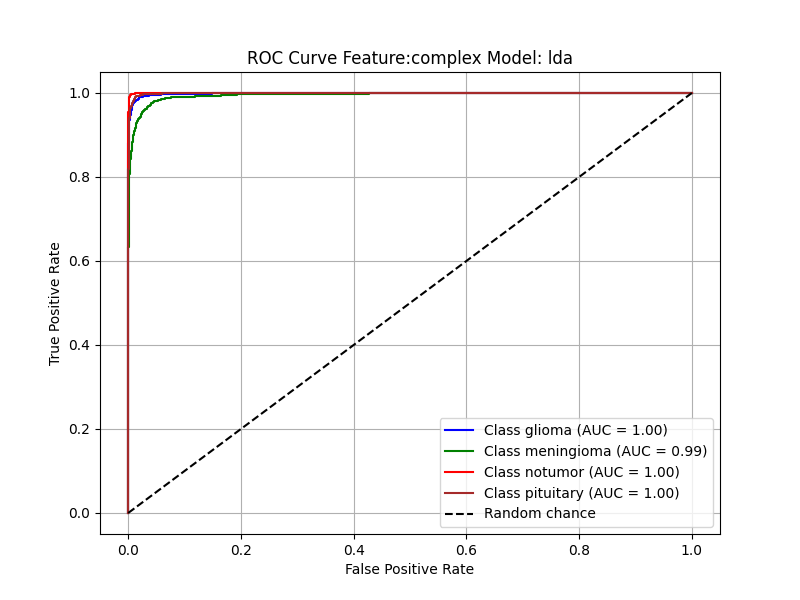 ROC Curve Feature:complex Model: lda
True Positive Rate
1.0
0.8
0.6
0.4
0.2
0.0
Class glioma (AUC = 1.00)
Class meningioma (AUC = 0.99)
Class notumor (AUC = 1.00)
Class pituitary (AUC = 1.00)
Random chance
0.0 0.2 0.4 0.6 0.8 1.0
False Positive Rate